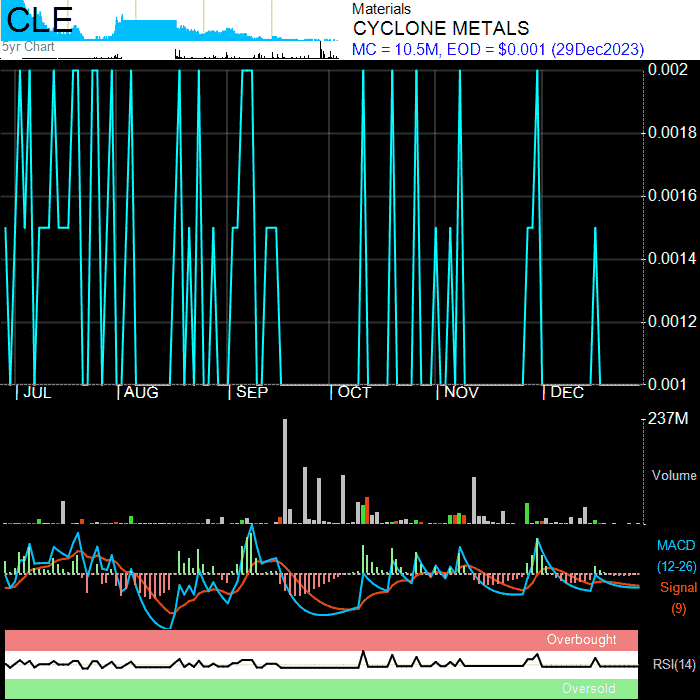 CLE
5yr Chart
Materials
CYCLONE METALS
MC = 10.5M, EOD = $0.001 (29Dec2023)
0.002
0.0018
0.0016
0.0014
0.0012
0.001
JUL AUG SEP OCT NOV DEC
237M
Volume
MACD
(12-26)
Signal
(9)
Overbought
RSI(14)
Oversold